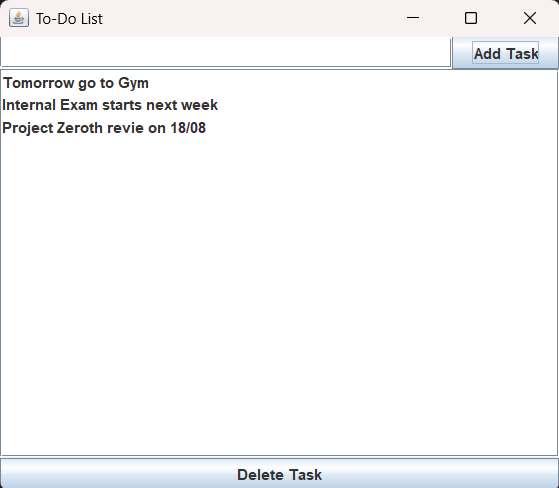 To-Do List
Add Task
Tomorrow go to Gym
Internal Exam starts next week
Project Zeroth revie on 18/08
Delete Task